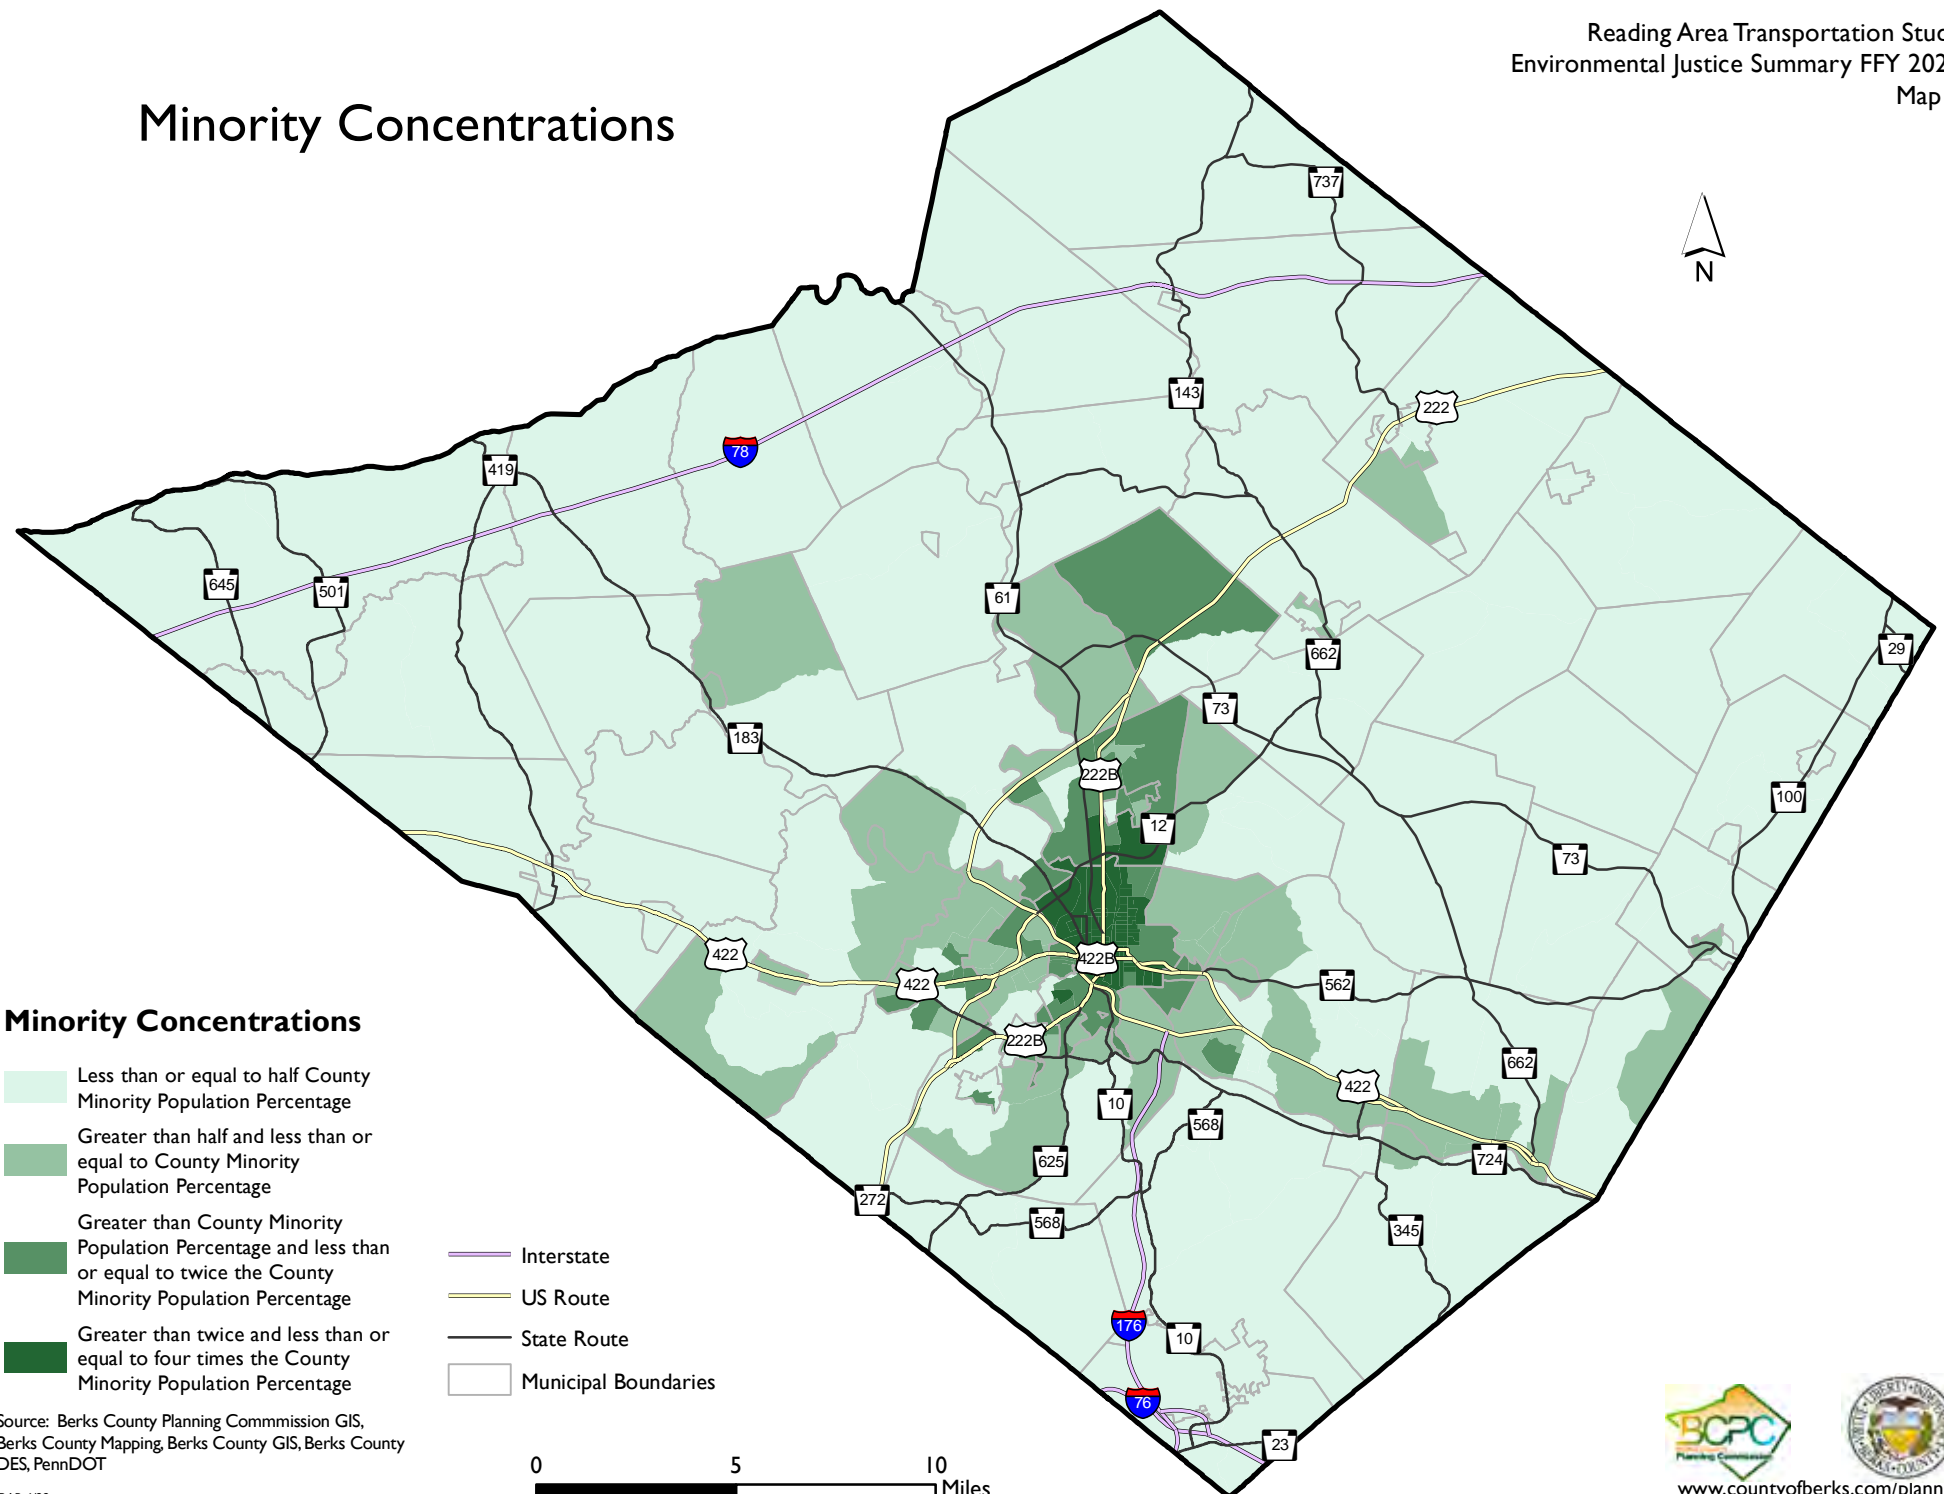 Reading Area Transportation Stud
Environmental Justice Summary FFY 202
Map
Minority Concentrations
N
737
143
222
78
419
645
501
61
662
29
183
73
222B
100
12
73
422
422
422B
562
222B
662
422
10
568
625
724
272
568
345
176
10
76
23
Minority Concentrations
Less than or equal to half County
Minority Population Percentage
Greater than half and less than or
equal to County Minority
Population Percentage
Greater than County Minority
Population Percentage and less than
or equal to twice the County
Minority Population Percentage
Greater than twice and less than or
equal to four times the County
Minority Population Percentage
Interstate
US Route
State Route
Municipal Boundaries
Source: Berks County Planning Commmission GIS,
Berks County Mapping, Berks County GIS, Berks County
DES, PennDOT
0 5 10
Miles
BCPC
Planning Commission
www.countyofberks.com/plann